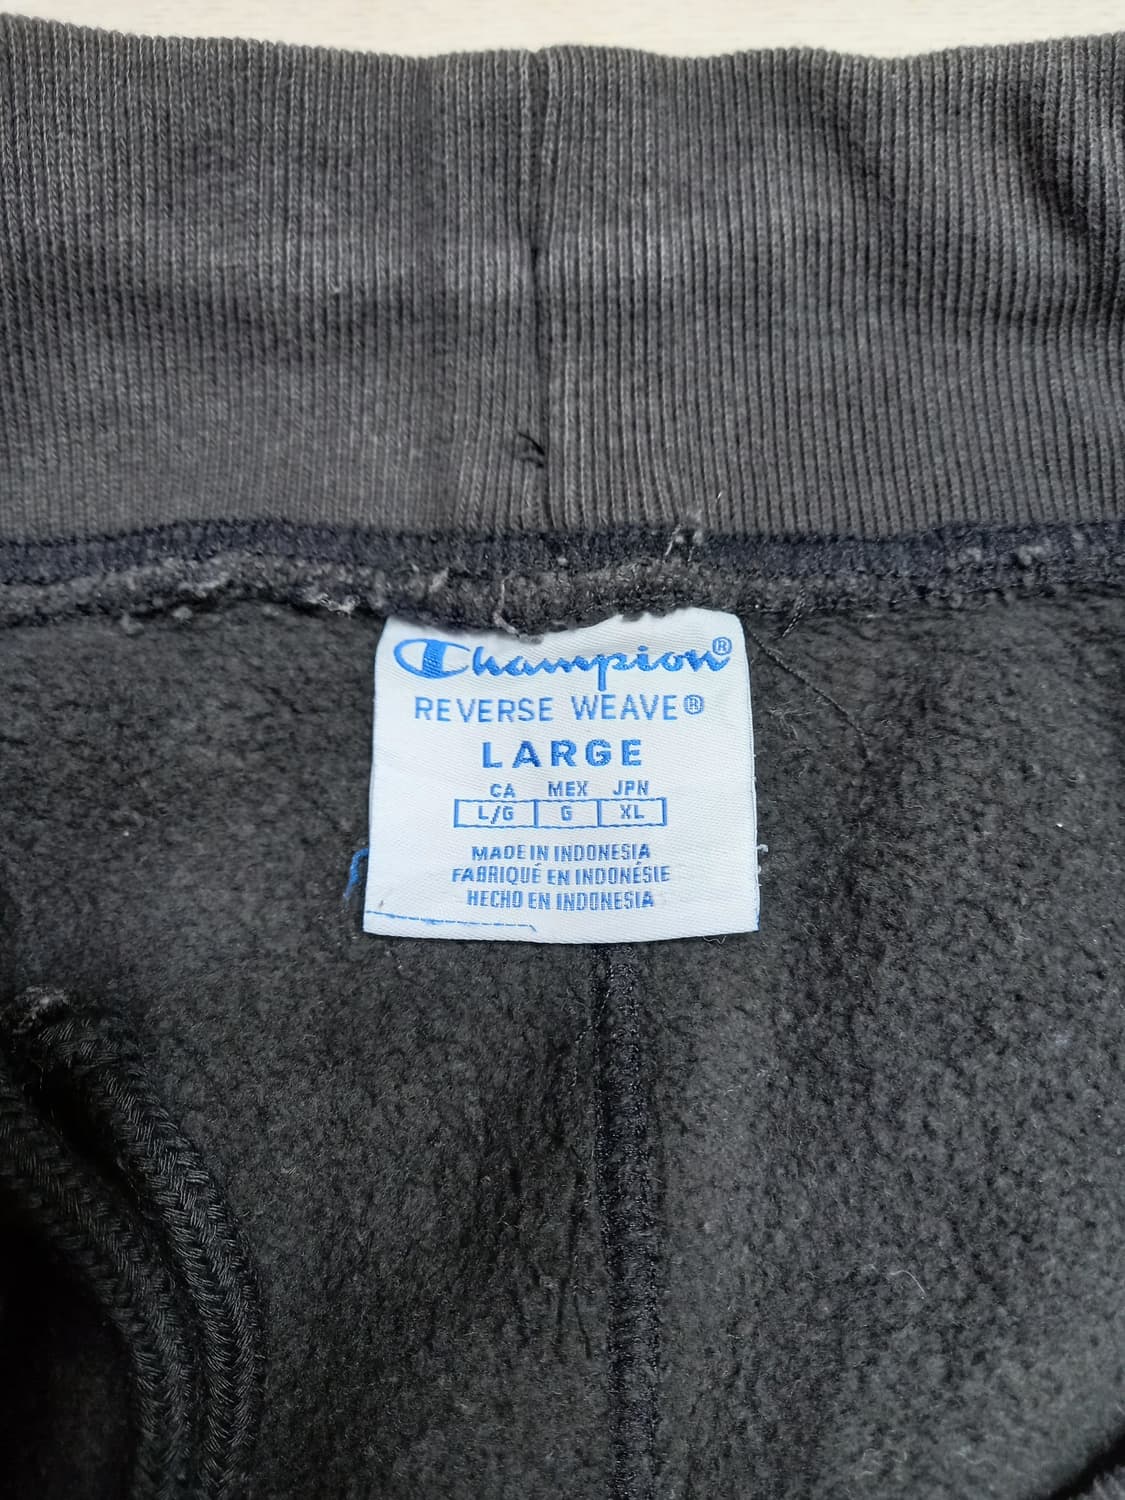 Champion®
REVERSE WEAVE®
LARGE
CA MEX JPN
L/G G XL
MADE IN INDONESIA
FABRIQUÉ EN INDONÉSIE
HECHO EN INDONESIA